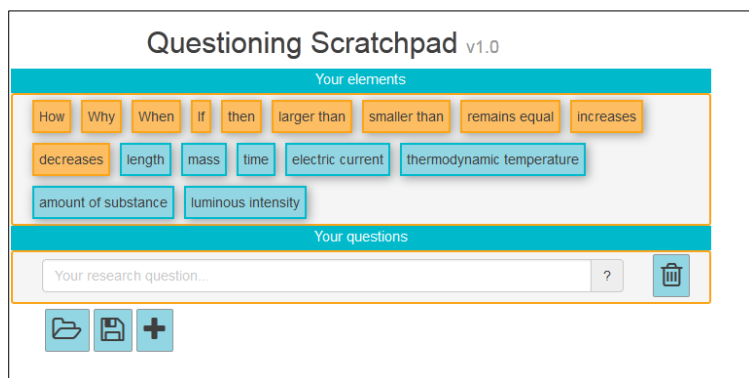 Questioning Scratchpad v1.0
Your elements
How Why When If then larger than smaller than remains equal increases
decreases length mass time electric current thermodynamic temperature
amount of substance luminous intensity
Your questions
Your research question... ?